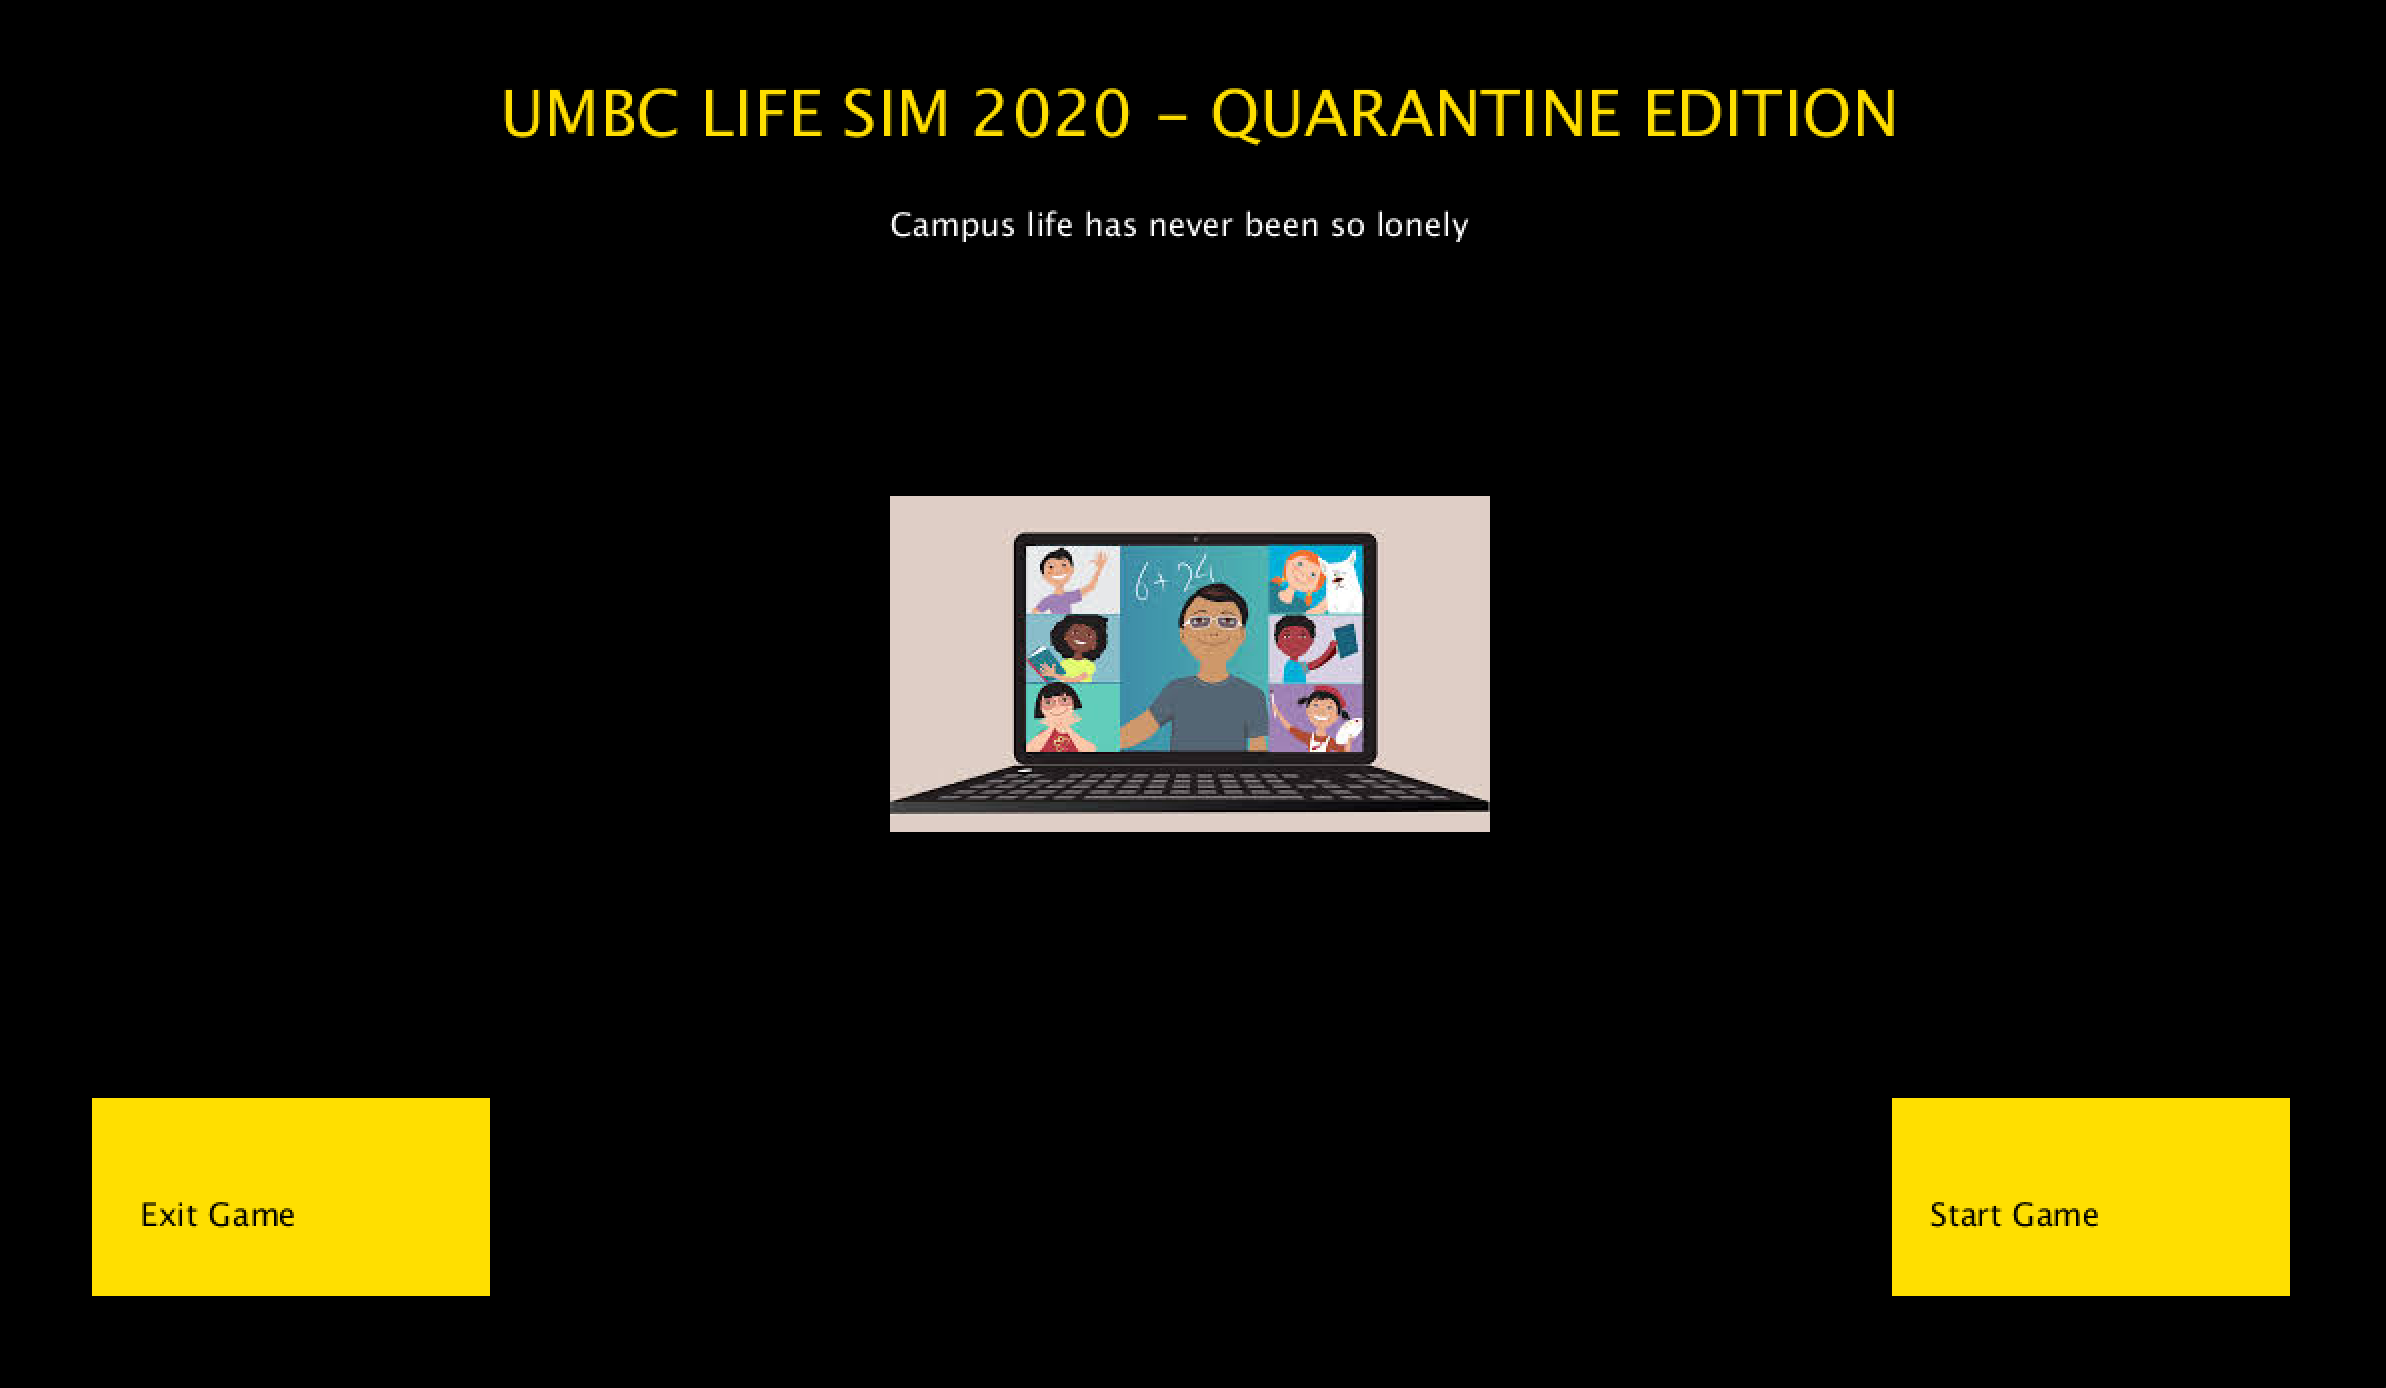 UMBC LIFE SIM 2020 – QUARANTINE EDITION
Campus life has never been so lonely
6+24
Exit Game
Start Game